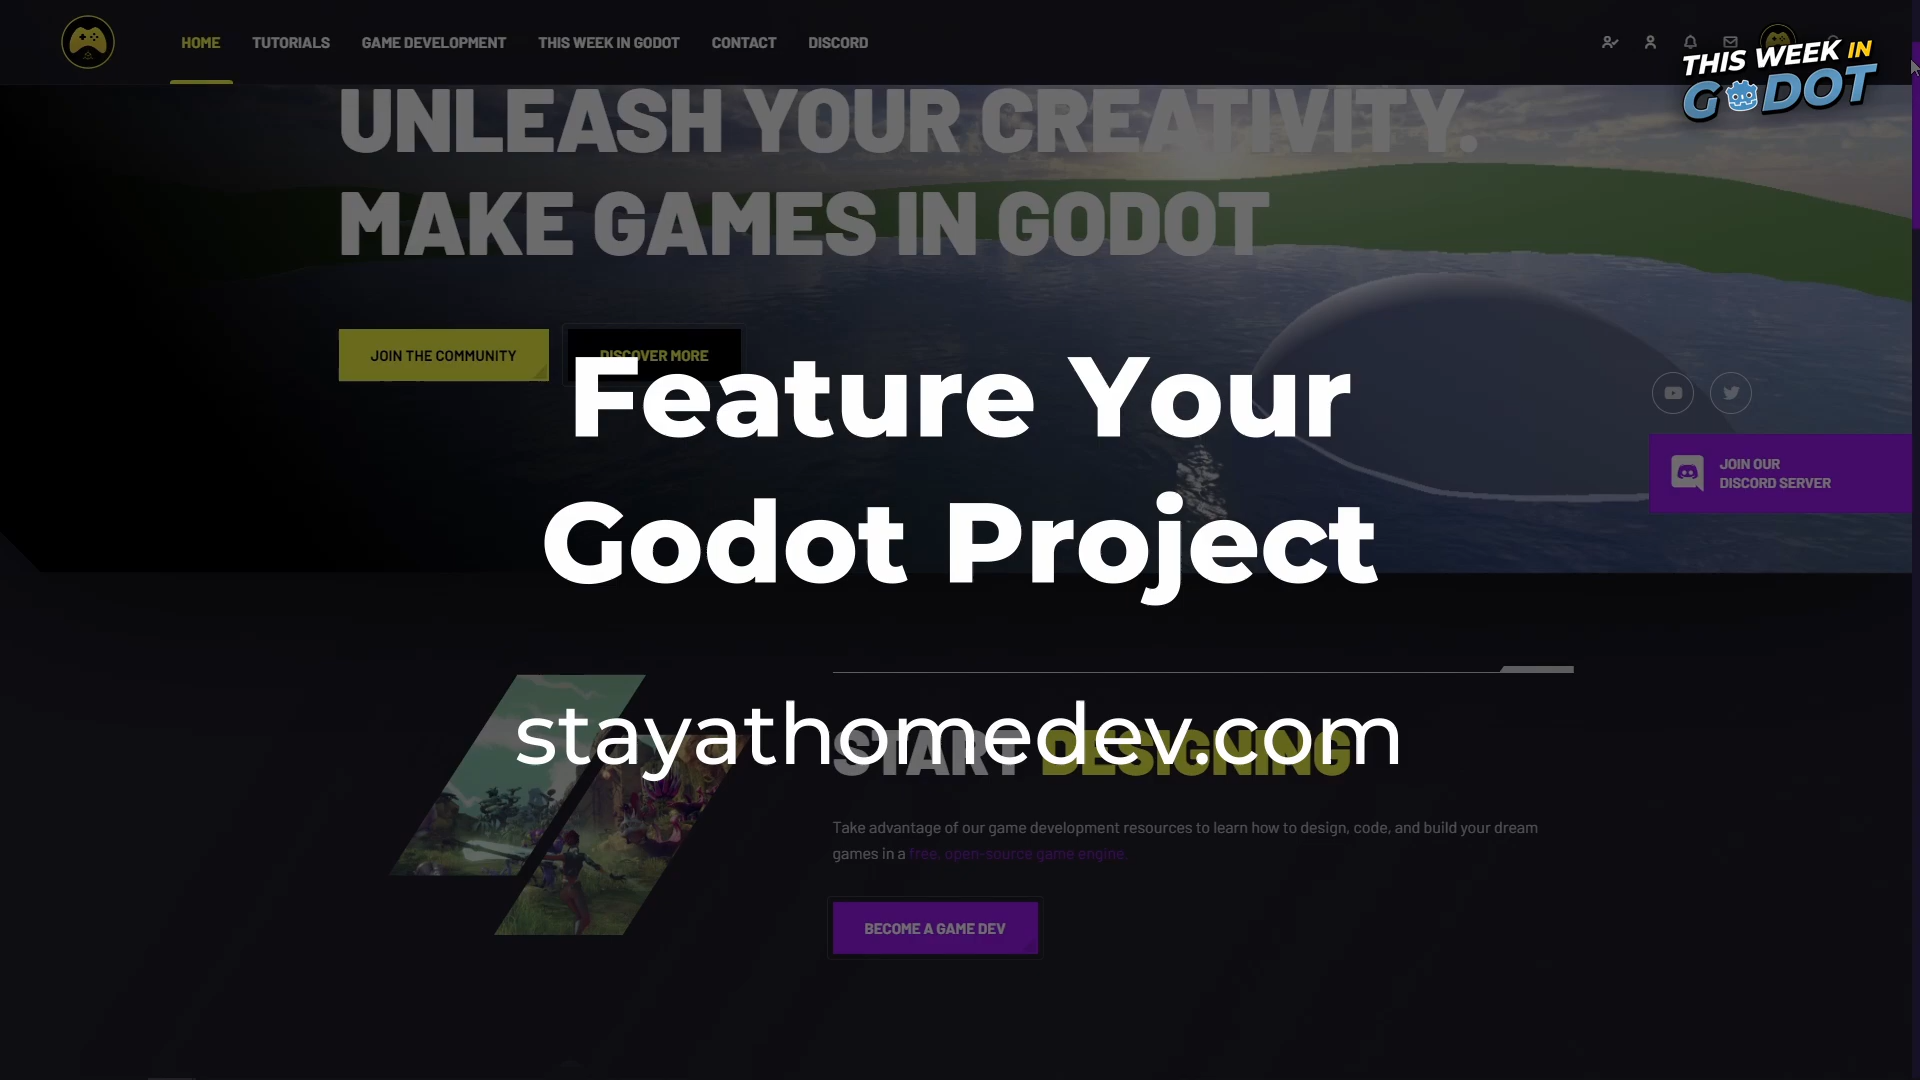 HOME TUTORIALS GAME DEVELOPMENT THIS WEEK IN GODOT CONTACT DISCORD
THIS WEEK IN
GODOT
UNLEASH YOUR CREATIVITY.
MAKE GAMES IN GODOT
JOIN THE COMMUNITY DISCOVER MORE
Feature Your
Godot Project
JOIN OUR
DISCORD SERVER
stayathomedev.com
START DESIGNING
Take advantage of our game development resources to learn how to design, code, and build your dream
games in a free, open-source game engine.
BECOME A GAME DEV